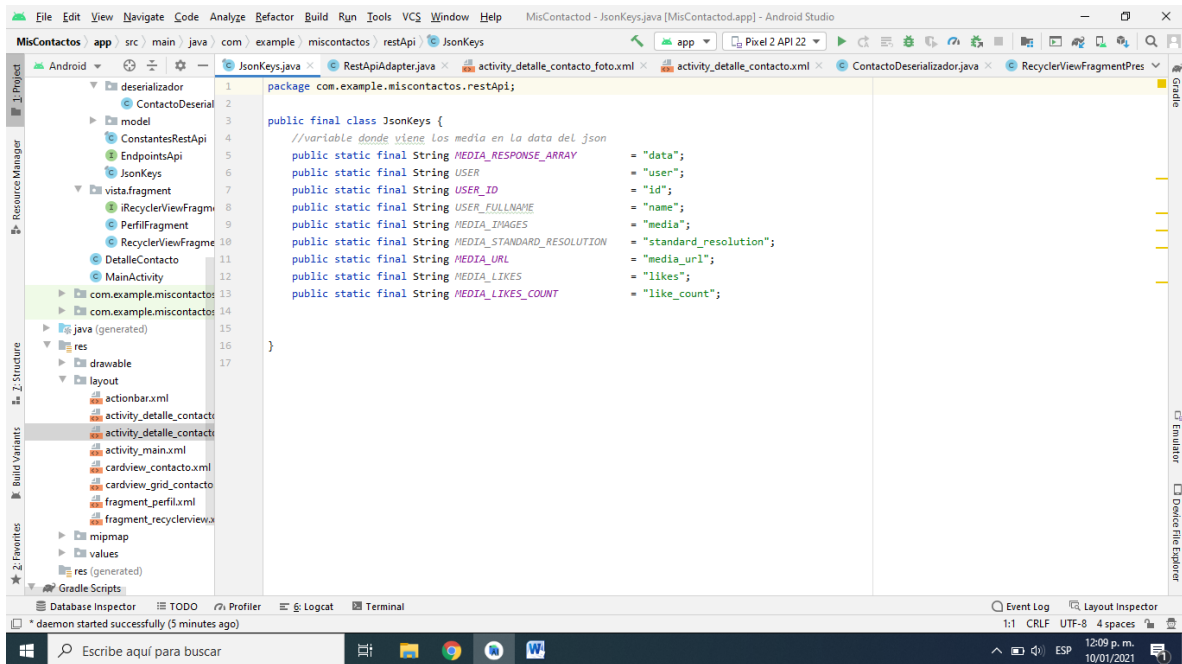 File Edit View Navigate Code Analyze Refactor Build Run Tools VCS Window Help MisContactod - JsonKeys.java [MisContactod.app] - Android Studio
MisContactos app src main java com example miscontactos restApi JsonKeys app Pixel 2 API 22
Android JsonKeys.java RestApiAdapter.java activity_detalle_contacto_foto.xml activity_detalle_contacto.xml ContactoDeserializador.java RecyclerViewFragmentPres
1: Project
Resource Manager
Z: Structure
Build Variants
2: Favorites
deserializador
ContactoDeserial
model
ConstantesRestApi
EndpointsApi
JsonKeys
vista.fragment
iRecyclerViewFragme
PerfilFragment
RecyclerViewFragme
DetalleContacto
MainActivity
com.example.miscontactos
com.example.miscontactos
java (generated)
res
drawable
layout
actionbar.xml
activity_detalle_contacto
activity_detalle_contacto
activity_main.xml
cardview_contacto.xml
cardview_grid_contacto
fragment_perfil.xml
fragment_recyclerview.x
mipmap
values
res (generated)
Gradle Scripts
1 package com.example.miscontactos.restApi;
2
3 public final class JsonKeys {
4 //variable donde viene los media en la data del json
5 public static final String MEDIA_RESPONSE_ARRAY = "data";
6 public static final String USER = "user";
7 public static final String USER_ID = "id";
8 public static final String USER_FULLNAME = "name";
9 public static final String MEDIA_IMAGES = "media";
10 public static final String MEDIA_STANDARD_RESOLUTION = "standard_resolution";
11 public static final String MEDIA_URL = "media_url";
12 public static final String MEDIA_LIKES = "likes";
13 public static final String MEDIA_LIKES_COUNT = "like_count";
14
15
16 }
17
Gradle
Emulator
Device File Explorer
Database Inspector TODO Profiler 6: Logcat Terminal Event Log Layout Inspector
* daemon started successfully (5 minutes ago) 1:1 CRLF UTF-8 4 spaces
Escribe aquí para buscar ESP 12:09 p. m.
10/01/2021